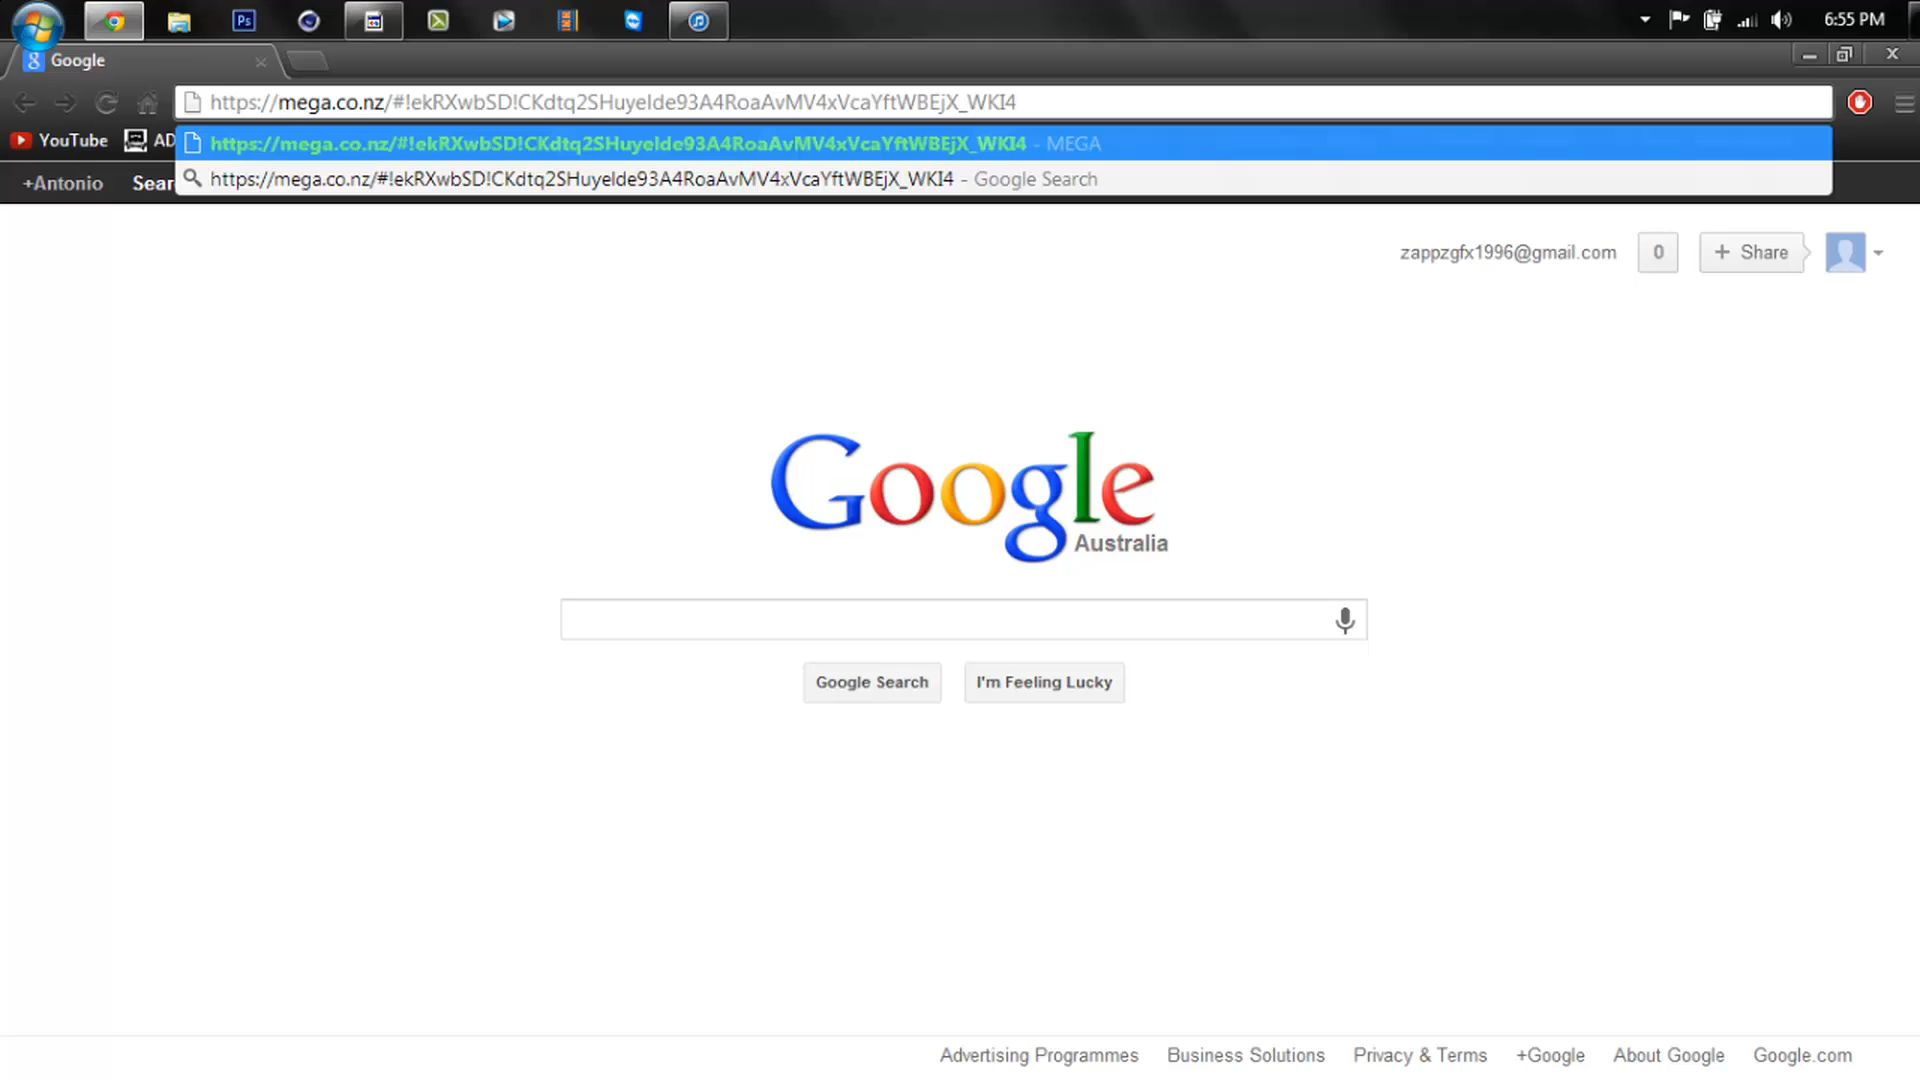 Ps
6:55 PM
Google
https://mega.co.nz/#!ekRXwbSD!CKdtq2SHuyelde93A4RoaAvMV4xVcaYftWBEjX_WKI4
YouTube
AD
https://mega.co.nz/#!ekRXwbSD!CKdtq2SHuyelde93A4RoaAvMV4xVcaYftWBEjX_WKI4 - MEGA
+Antonio Sear
https://mega.co.nz/#!ekRXwbSD!CKdtq2SHuyelde93A4RoaAvMV4xVcaYftWBEjX_WKI4 - Google Search
zappzgfx1996@gmail.com 0 + Share
Google
Australia
Google Search I'm Feeling Lucky
Advertising Programmes Business Solutions Privacy & Terms +Google About Google Google.com